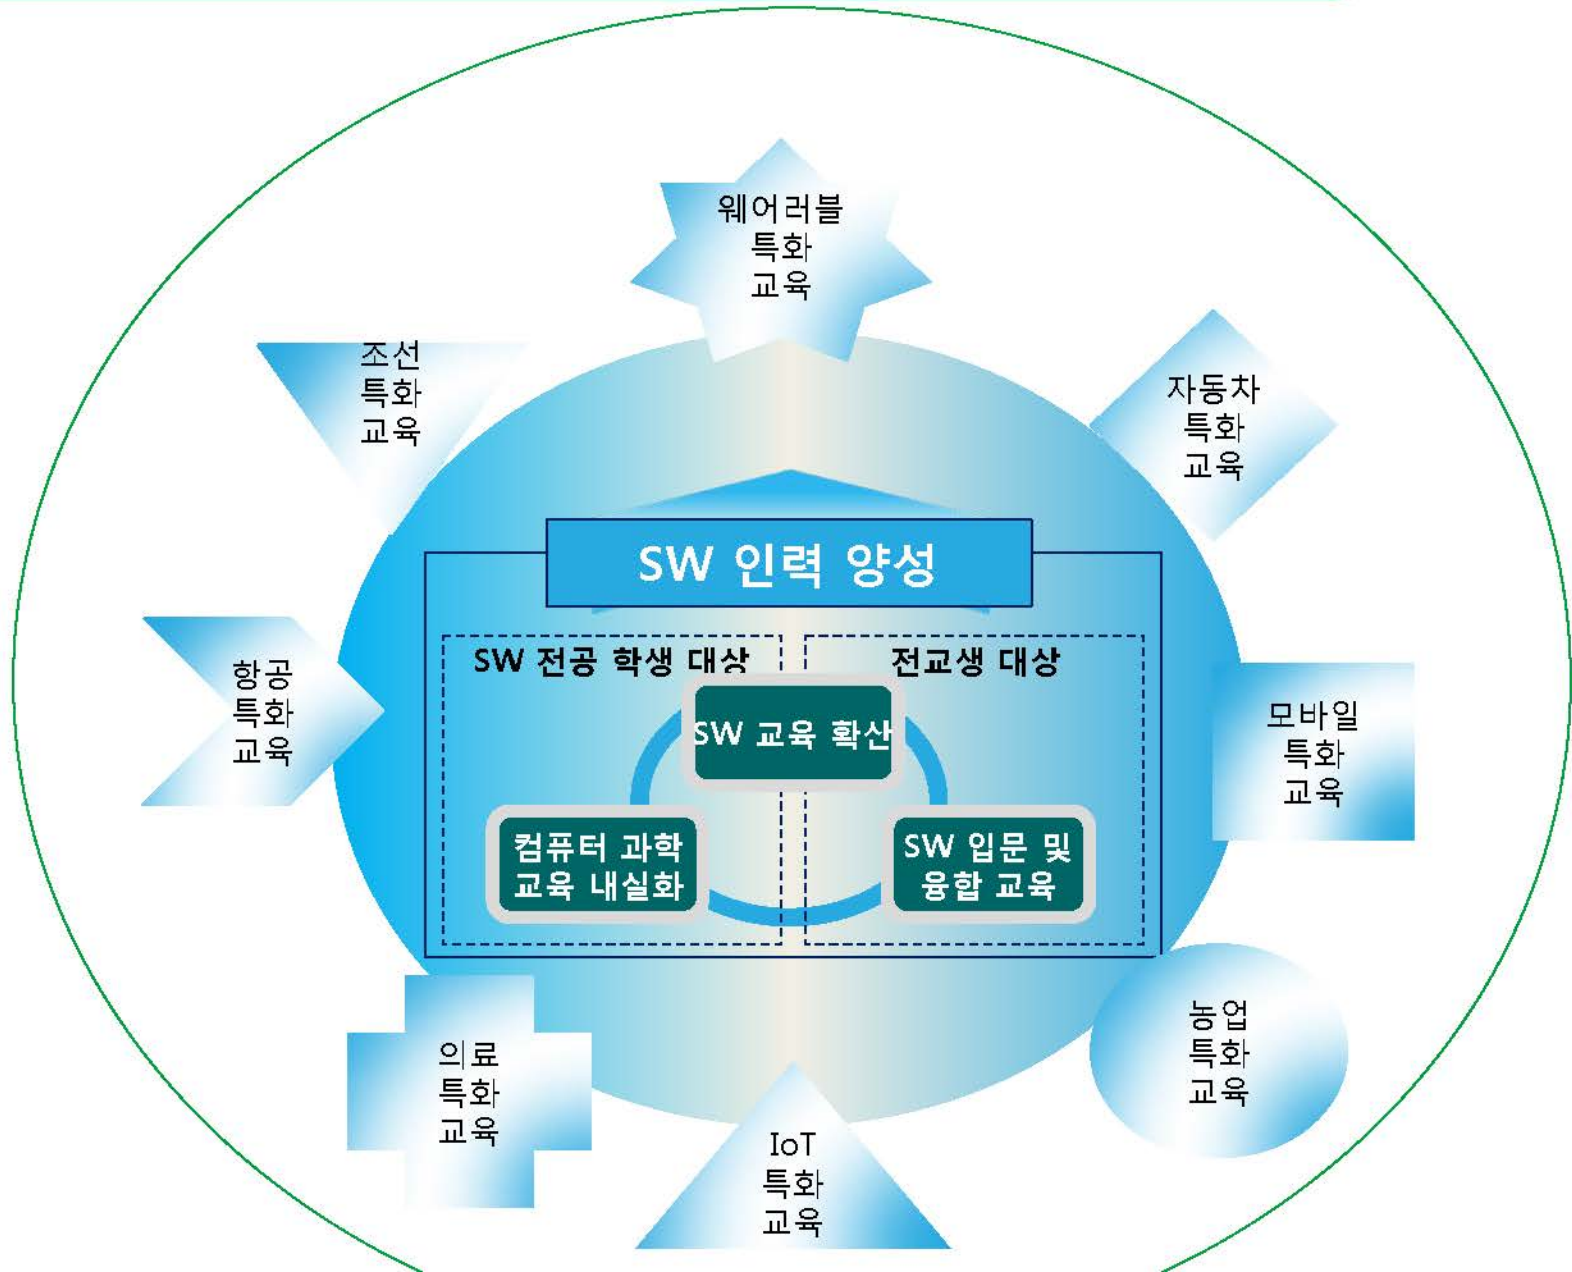 웨어러블
특화
교육
조선
특화
교육
자동차
특화
교육
SW 인력 양성
SW 전공 학생 대상
전교생 대상
항공
특화
교육
SW 교육 확산
모바일
특화
교육
컴퓨터 과학
교육 내실화
SW 입문 및
융합 교육
의료
특화
교육
농업
특화
교육
IoT
특화
교육